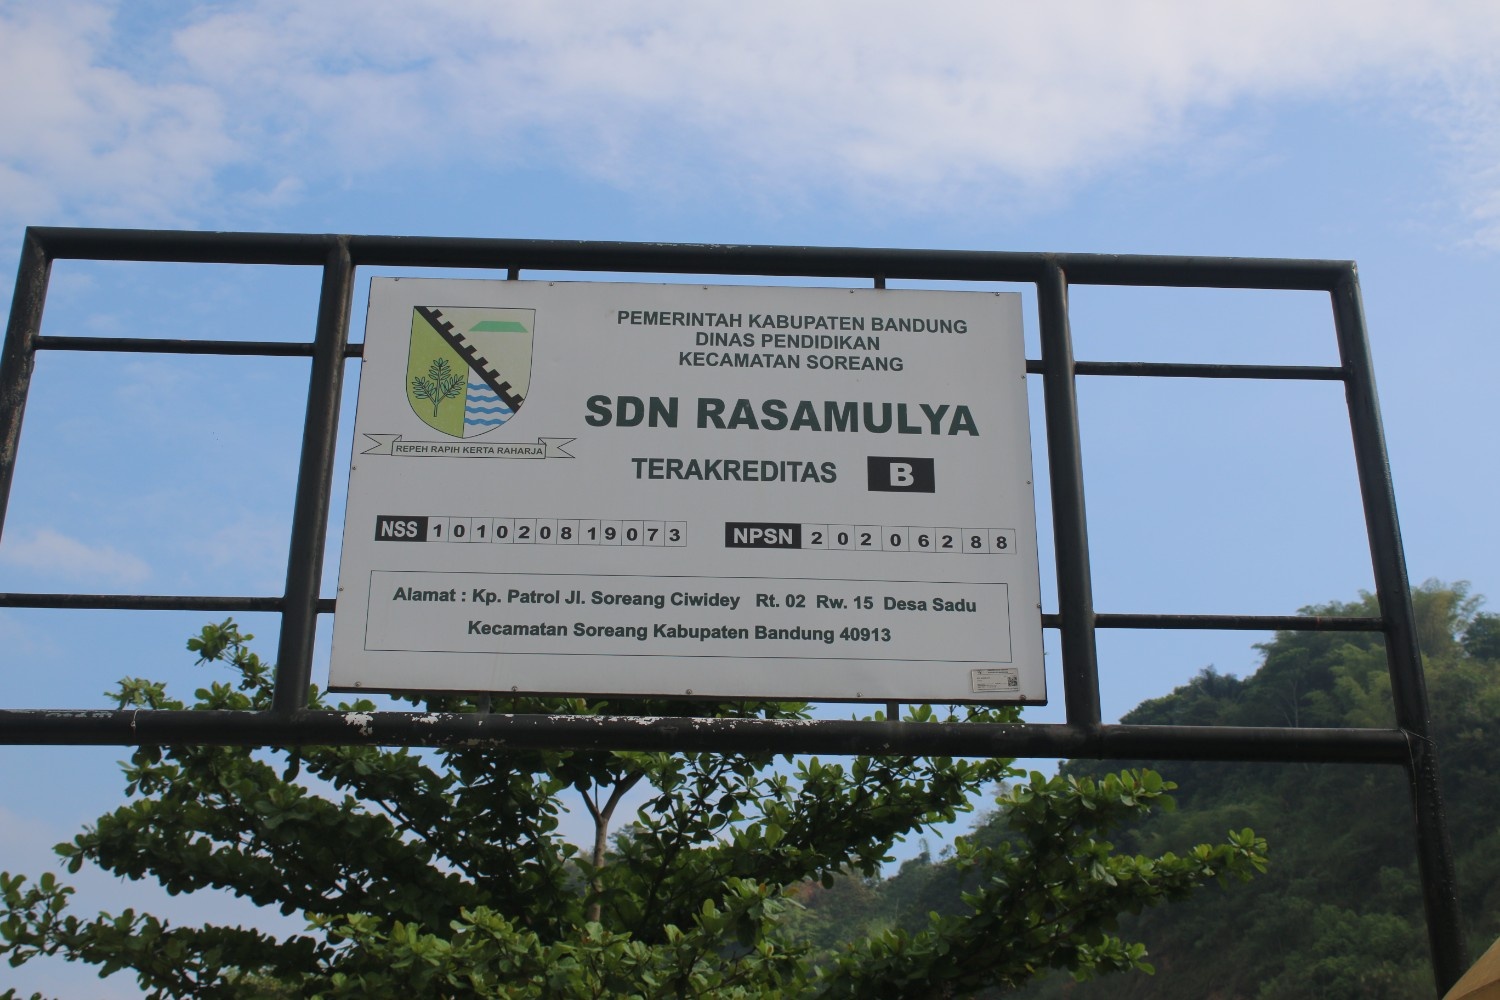 PEMERINTAH KABUPATEN BANDUNG
DINAS PENDIDIKAN
KECAMATAN SOREANG
SDN RASAMULYA
TERAKREDITAS B
REPEH RAPIH KERTA RAHARJA
NSS 101020819073 NPSN 20206288
Alamat : Kp. Patrol Jl. Soreang Ciwidey Rt. 02 Rw. 15 Desa Sadu
Kecamatan Soreang Kabupaten Bandung 40913